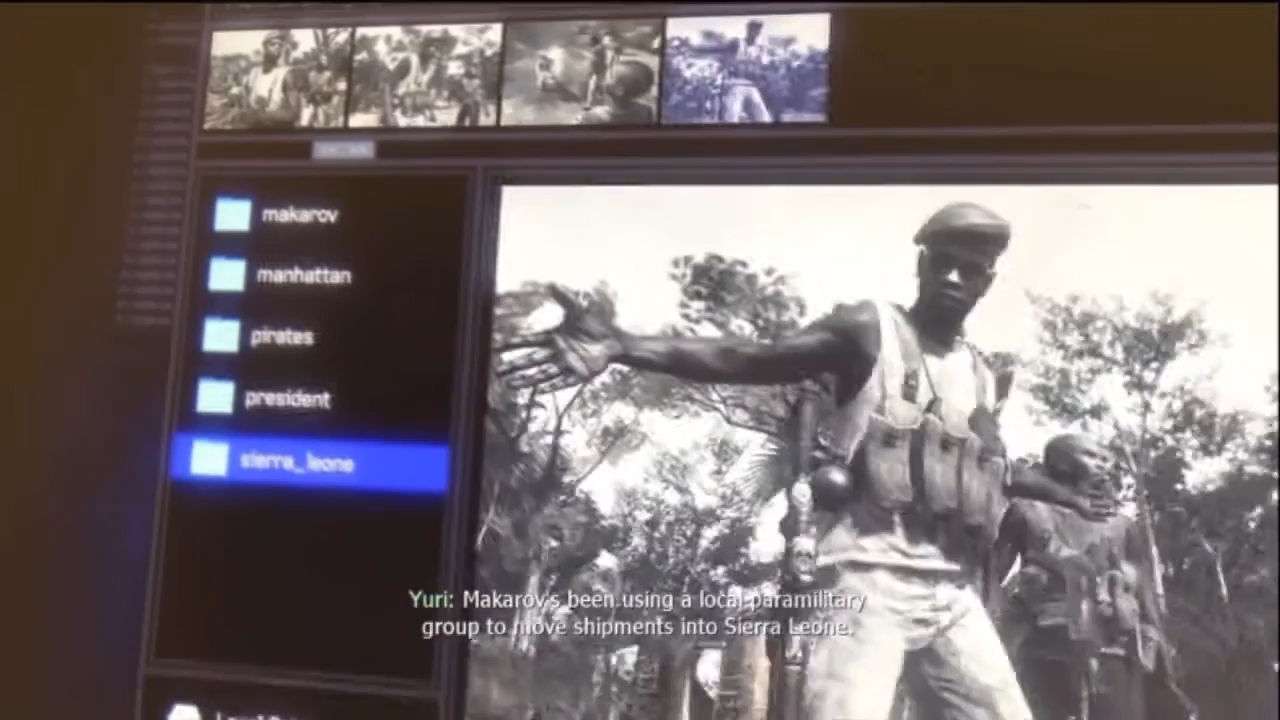 makarov
manhattan
pirates
president
sierra_leone
Yuri: Makarov's been using a local paramilitary
group to move shipments into Sierra Leone.